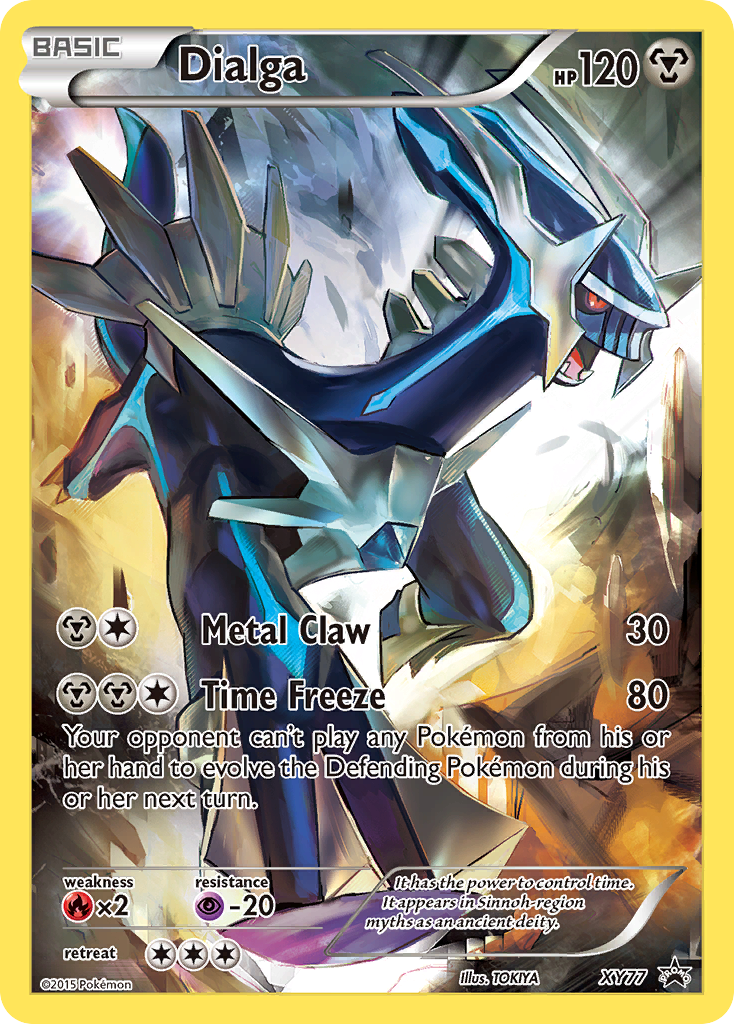 BASIC
Dialga
HP120
Metal Claw 30
Time Freeze 80
Your opponent can't play any Pokémon from his or
her hand to evolve the Defending Pokémon during his
or her next turn.
weakness resistance
×2 -20
It has the power to control time.
It appears in Sinnoh-region
myths as an ancient deity.
retreat
©2015 Pokémon Illus. TOKIYA XY77 PROMO